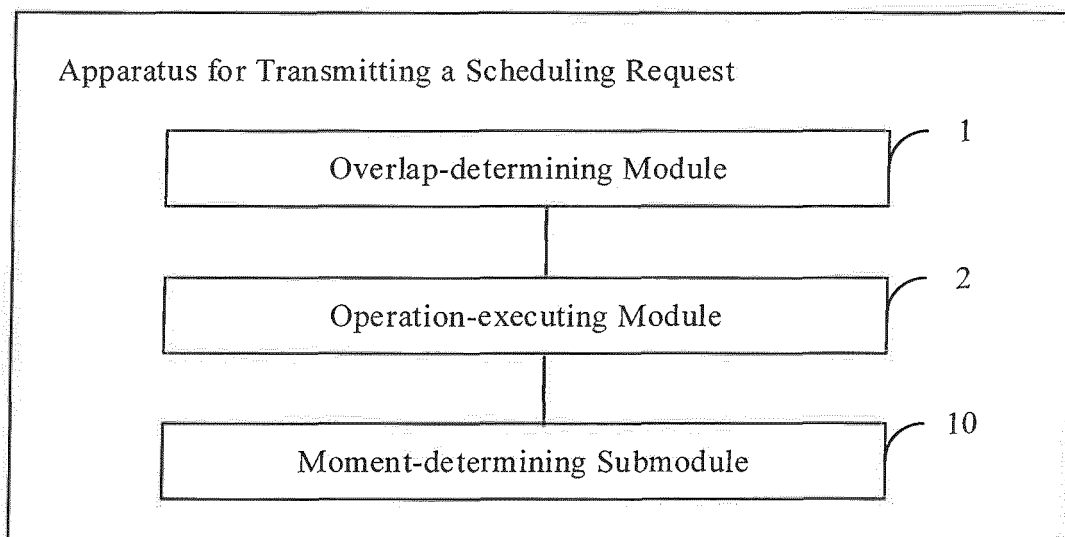 Apparatus for Transmitting a Scheduling Request
1
Overlap-determining Module
2
Operation-executing Module
10
Moment-determining Submodule